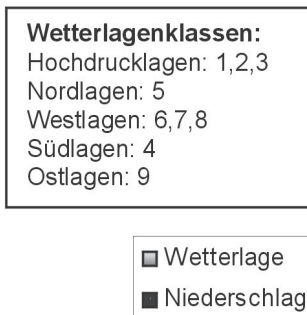 Wetterlagenklassen:
Hochdrucklagen: 1,2,3
Nordlagen: 5
Westlagen: 6,7,8
Südlagen: 4
Ostlagen: 9
Wetterlage
Niederschlag